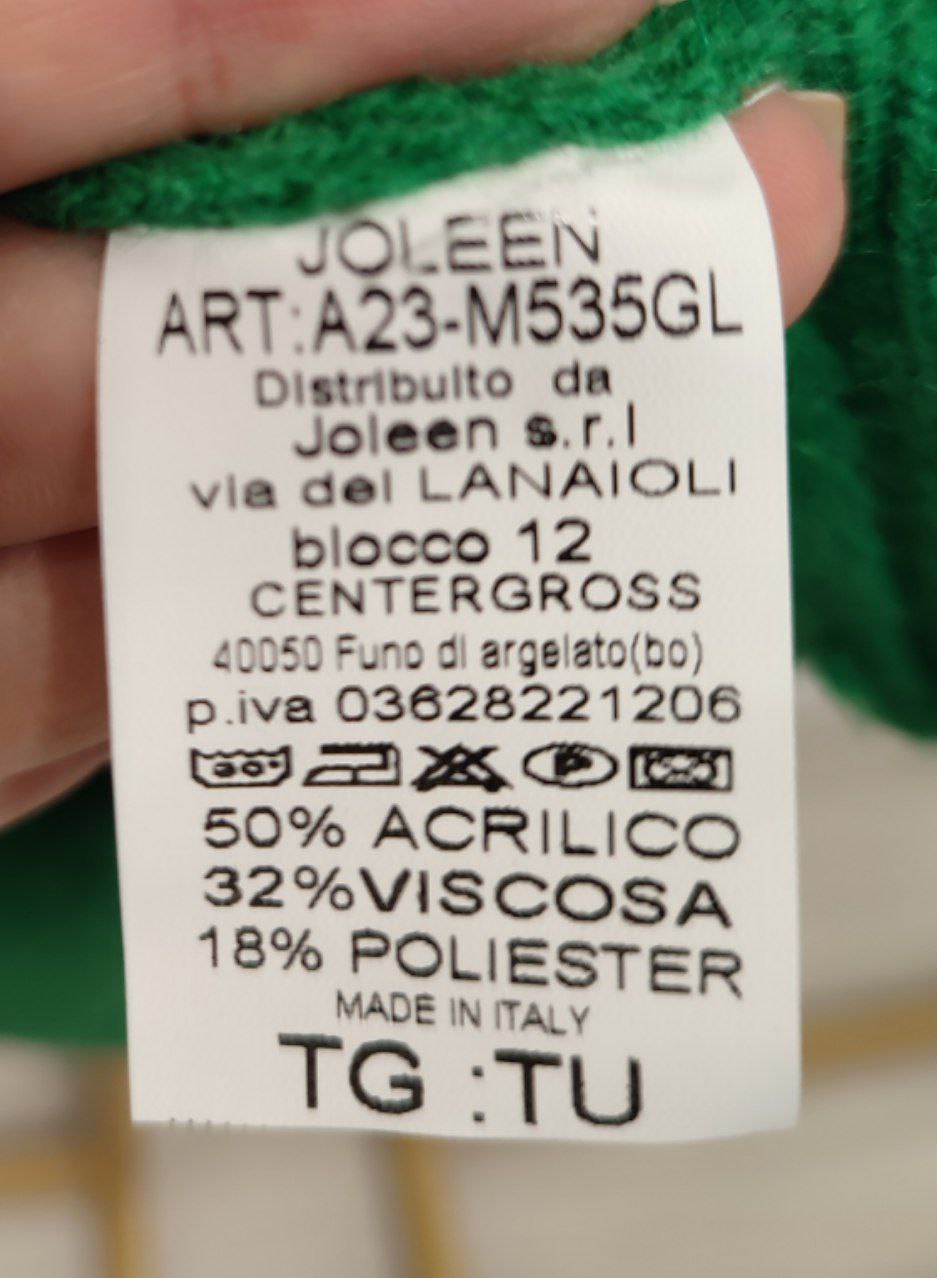 JOLEEN
ART:A23-M535GL
Distribuito da
Joleen s.r.l
via dei LANAIOLI
blocco 12
CENTERGROSS
40050 Funo di argelato(bo)
p.iva 03628221206
50% ACRILICO
32%VISCOSA
18% POLIESTER
MADE IN ITALY
TG :TU